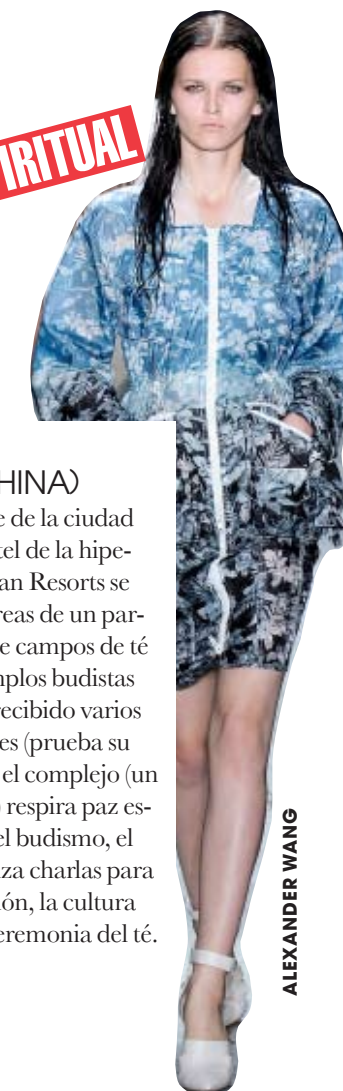 IRITUAL
HINA)
e de la ciudad
tel de la hipe-
an Resorts se
reas de un par-
e campos de té
nplos budistas
recibido varios
es (prueba su
el complejo (un
) respira paz es-
el budismo, el
iza charlas para
ón, la cultura
eremonia del té.
ALEXANDER WANG